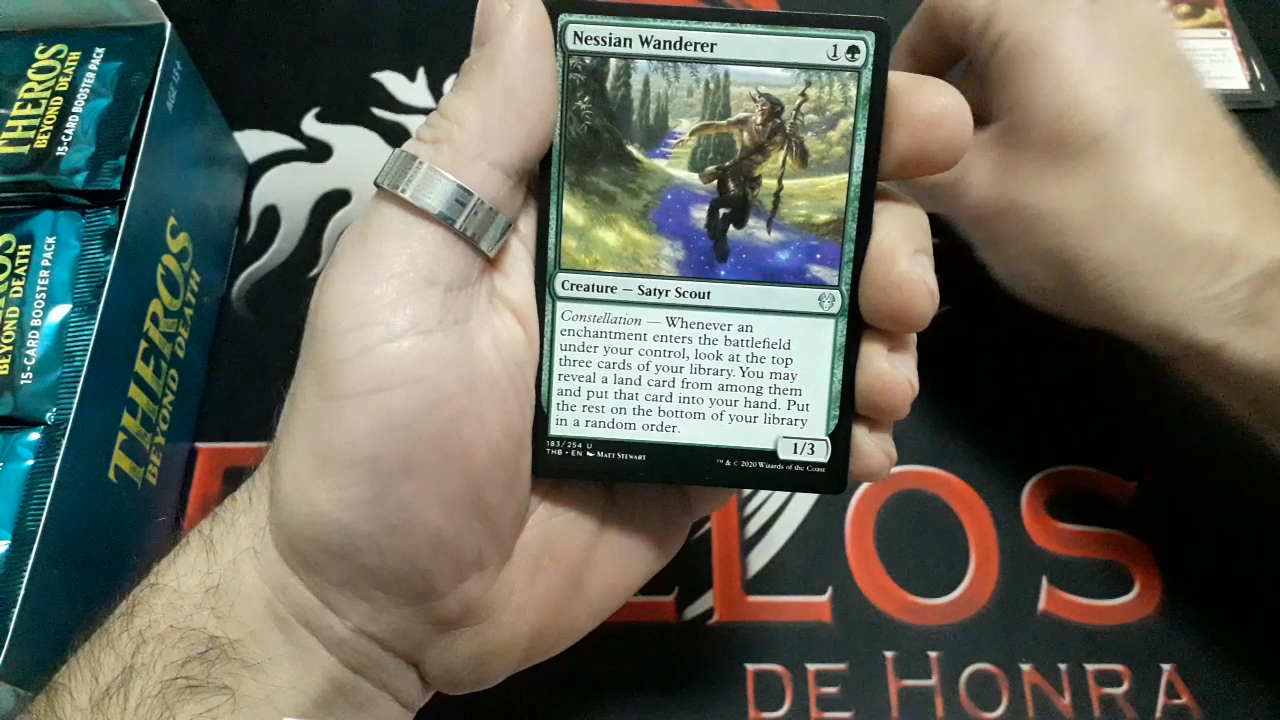 THEROS
BEYOND DEATH
15-CARD BOOSTER PACK
BEYOND DEATH
15-CARD BOOSTER PACK
AGE 13+
THEROS
BEYOND DEATH
Nessian Wanderer
1
Creature — Satyr Scout
Constellation — Whenever an
enchantment enters the battlefield
under your control, look at the top
three cards of your library. You may
reveal a land card from among them
and put that card into your hand. Put
the rest on the bottom of your library
in a random order.
1/3
183/254 U
THB • EN Matt Stewart
™ & © 2020 Wizards of the Coast
LOS
DE HONRA